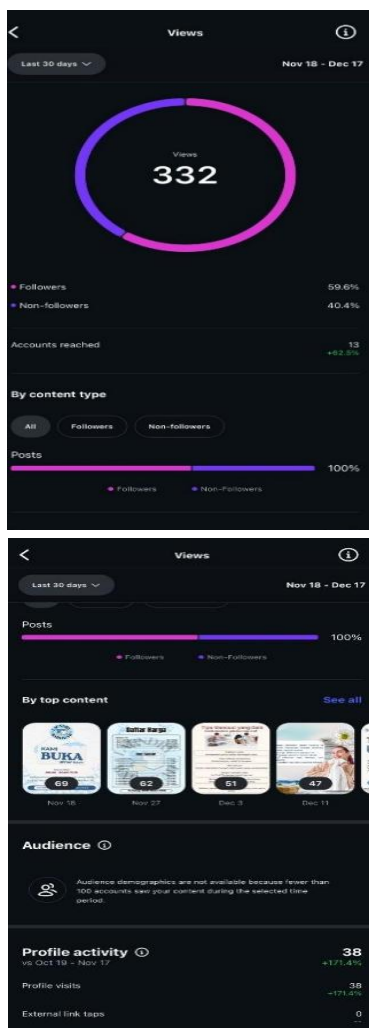 Views
Last 30 days
Nov 18 - Dec 17
Views
332
Followers
59.6%
Non-followers
40.4%
Accounts reached
13
+62.5%
By content type
All
Followers
Non-followers
Posts
100%
Followers
Non-Followers
Views
Last 30 days
Nov 18 - Dec 17
Posts
100%
Followers
Non-Followers
By top content
See all
KAMI
BUKA
69
Daftar Harga
62
51
47
Nov 18
Nov 27
Dec 3
Dec 11
Audience
Audience demographics are not available because fewer than
100 accounts saw your content during the selected time
period.
Profile activity
38
vs Oct 19 - Nov 17
+171.4%
Profile visits
38
+171.4%
External link taps
0
--